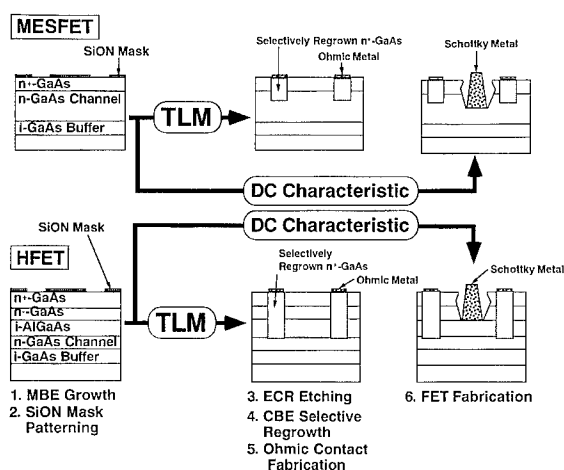 MESFET
SiON Mask
n+-GaAs
n-GaAs Channel
i-GaAs Buffer
TLM
Selectively Regrown n+-GaAs
Ohmic Metal
Schottky Metal
DC Characteristic
DC Characteristic
SiON Mask
HFET
n+-GaAs
n--GaAs
i-AlGaAs
n-GaAs Channel
i-GaAs Buffer
TLM
Selectively
Regrown n+-GaAs
Ohmic Metal
Schottky Metal
1. MBE Growth
2. SiON Mask
Patterning
3. ECR Etching
4. CBE Selective
Regrowth
5. Ohmic Contact
Fabrication
6. FET Fabrication